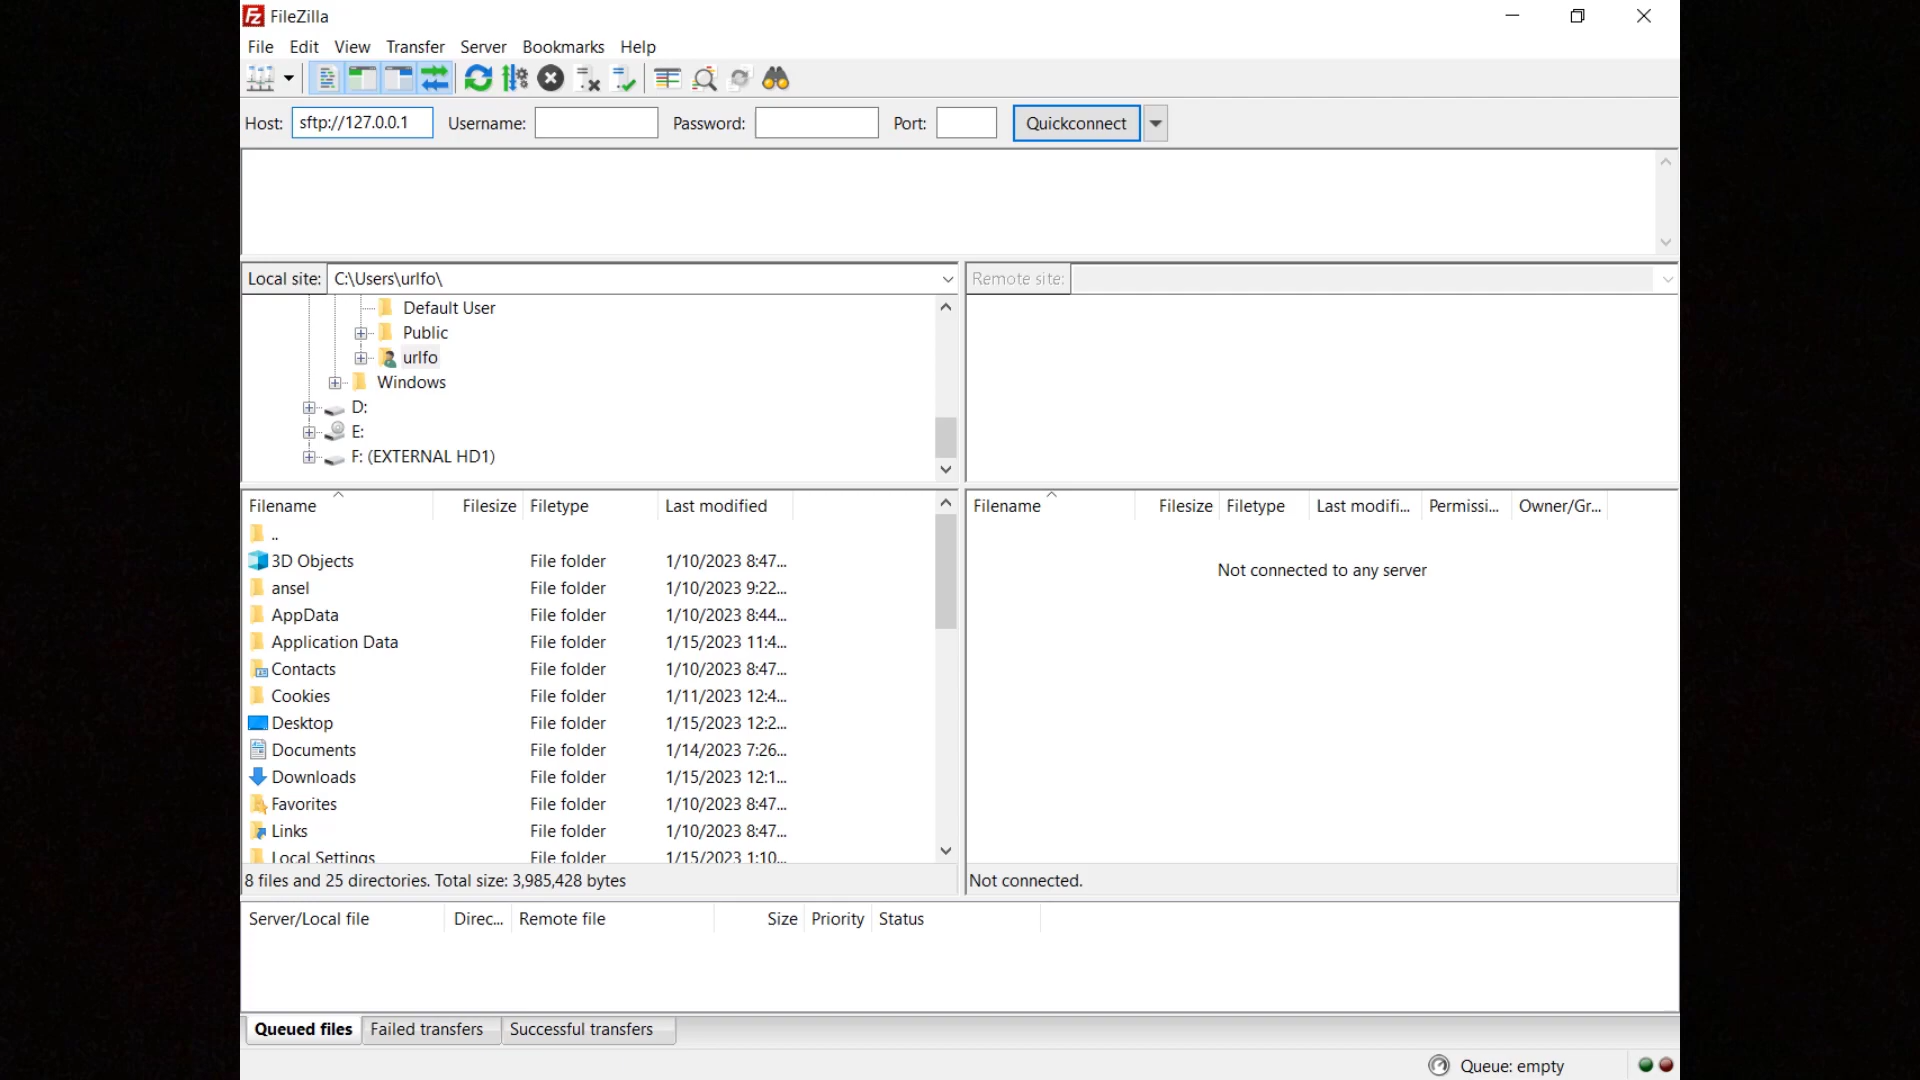 FileZilla
File Edit View Transfer Server Bookmarks Help
Host: sftp://127.0.0.1 Username: Password: Port: Quickconnect
Local site: C:\Users\urlfo\
Remote site:
Default User
Public
urlfo
Windows
D:
E:
F: (EXTERNAL HD1)
Filename Filesize Filetype Last modified
..
3D Objects File folder 1/10/2023 8:47...
ansel File folder 1/10/2023 9:22...
AppData File folder 1/10/2023 8:44...
Application Data File folder 1/15/2023 11:4...
Contacts File folder 1/10/2023 8:47...
Cookies File folder 1/11/2023 12:4...
Desktop File folder 1/15/2023 12:2...
Documents File folder 1/14/2023 7:26...
Downloads File folder 1/15/2023 12:1...
Favorites File folder 1/10/2023 8:47...
Links File folder 1/10/2023 8:47...
Local Settings File folder 1/15/2023 1:10...
8 files and 25 directories. Total size: 3,985,428 bytes
Filename Filesize Filetype Last modifi... Permissi... Owner/Gr...
Not connected to any server
Not connected.
Server/Local file Direc... Remote file Size Priority Status
Queued files Failed transfers Successful transfers
Queue: empty